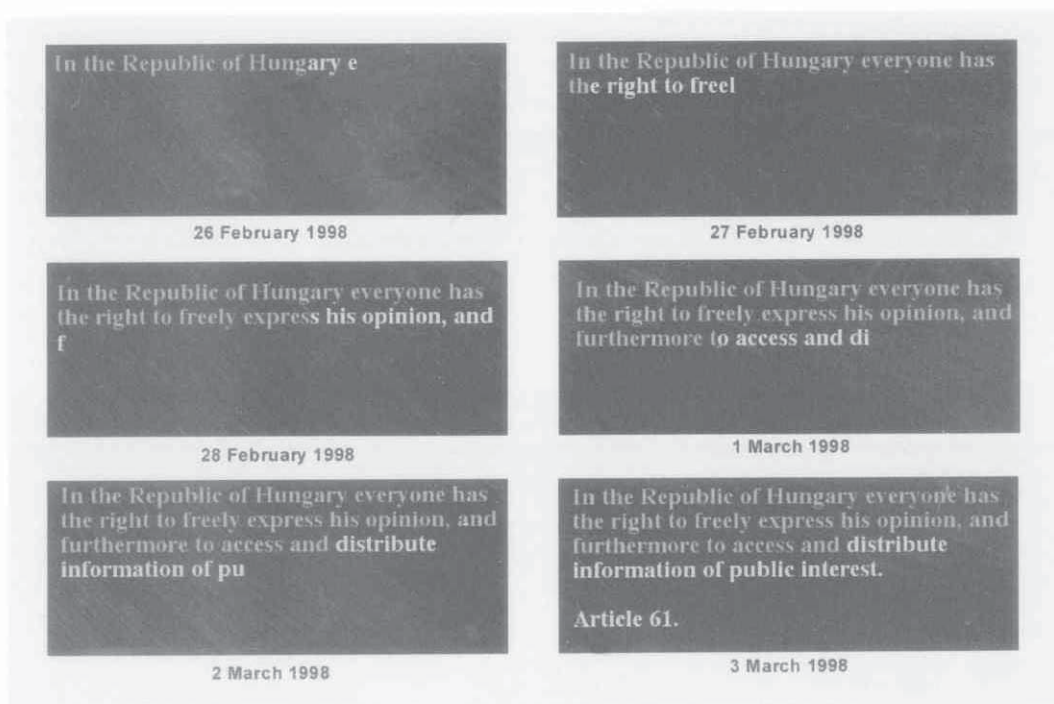 In the Republic of Hungary e
26 February 1998
In the Republic of Hungary everyone has
the right to freel
27 February 1998
In the Republic of Hungary everyone has
the right to freely express his opinion, and
f
28 February 1998
In the Republic of Hungary everyone has
the right to freely express his opinion, and
furthermore to access and di
1 March 1998
In the Republic of Hungary everyone has
the right to freely express his opinion, and
furthermore to access and distribute
information of pu
2 March 1998
In the Republic of Hungary everyone has
the right to freely express his opinion, and
furthermore to access and distribute
information of public interest.
Article 61.
3 March 1998